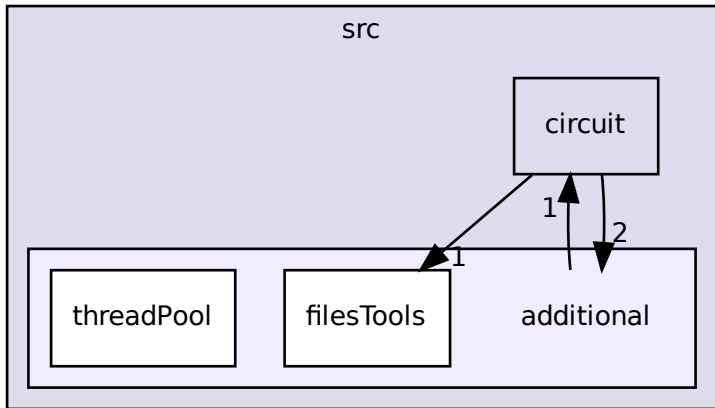 src
circuit
1
2
1
threadPool
filesTools
additional